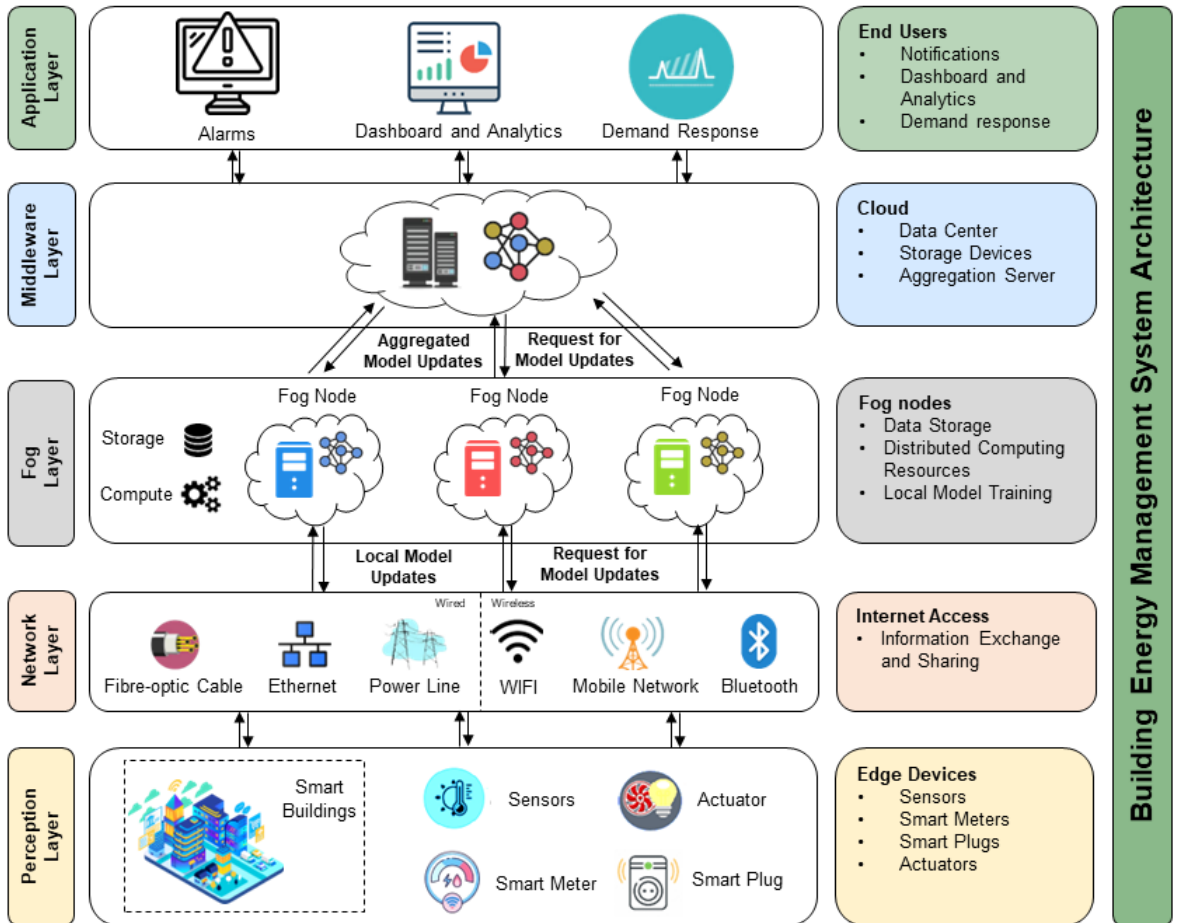 Application
Layer
Alarms
Dashboard and Analytics
Demand Response
End Users
• Notifications
• Dashboard and
Analytics
• Demand response
Middleware
Layer
Cloud
• Data Center
• Storage Devices
• Aggregation Server
Aggregated
Model Updates
Request for
Model Updates
Fog
Layer
Storage
Compute
Fog Node
Fog Node
Fog Node
Fog nodes
• Data Storage
• Distributed Computing
Resources
• Local Model Training
Local Model
Updates
Request for
Model Updates
Network
Layer
Wired
Wireless
Fibre-optic Cable
Ethernet
Power Line
WIFI
Mobile Network
Bluetooth
Internet Access
• Information Exchange
and Sharing
Perception
Layer
Smart
Buildings
Sensors
Actuator
Smart Meter
Smart Plug
Edge Devices
• Sensors
• Smart Meters
• Smart Plugs
• Actuators
Building Energy Management System Architecture